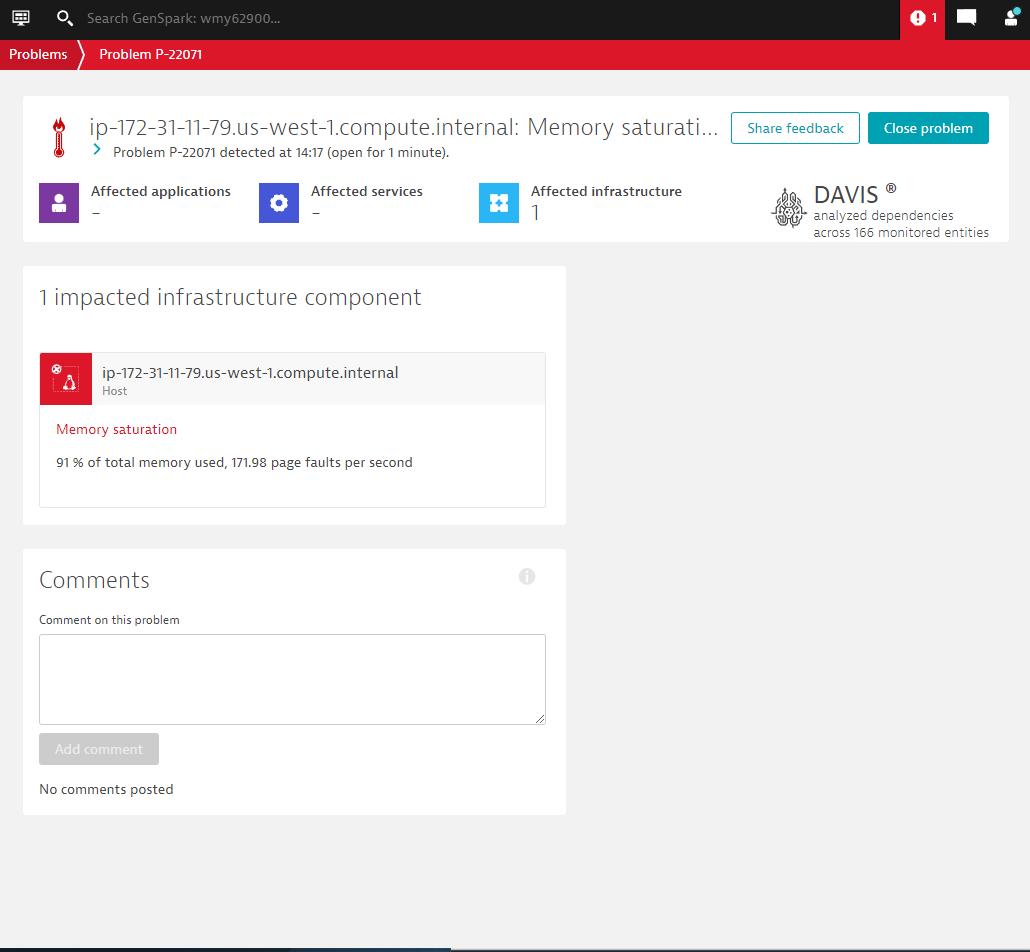 Search GenSpark: wmy62900...
1
Problems
Problem P-22071
ip-172-31-11-79.us-west-1.compute.internal: Memory saturati...
Share feedback
Close problem
Problem P-22071 detected at 14:17 (open for 1 minute).
Affected applications
–
Affected services
–
Affected infrastructure
1
DAVIS ®
analyzed dependencies
across 166 monitored entities
1 impacted infrastructure component
ip-172-31-11-79.us-west-1.compute.internal
Host
Memory saturation
91 % of total memory used, 171.98 page faults per second
Comments
Comment on this problem
Add comment
No comments posted